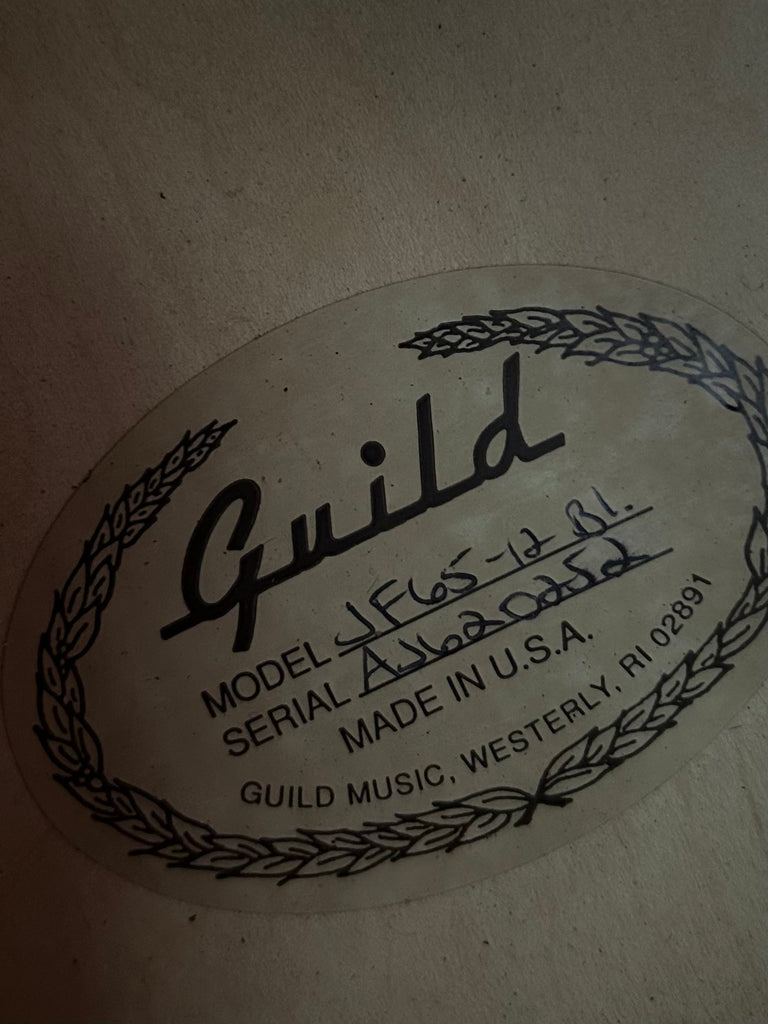 Guild
MODEL JF65-12 Bl.
SERIAL AJ620252
MADE IN U.S.A.
GUILD MUSIC, WESTERLY, RI 02891